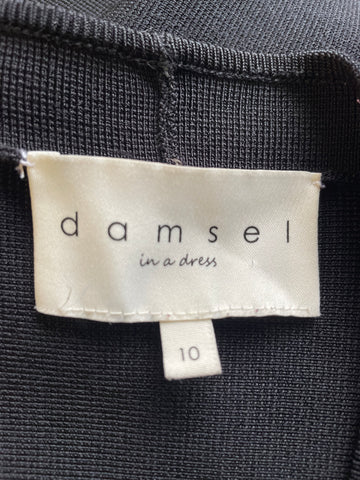 damsel
in a dress
10